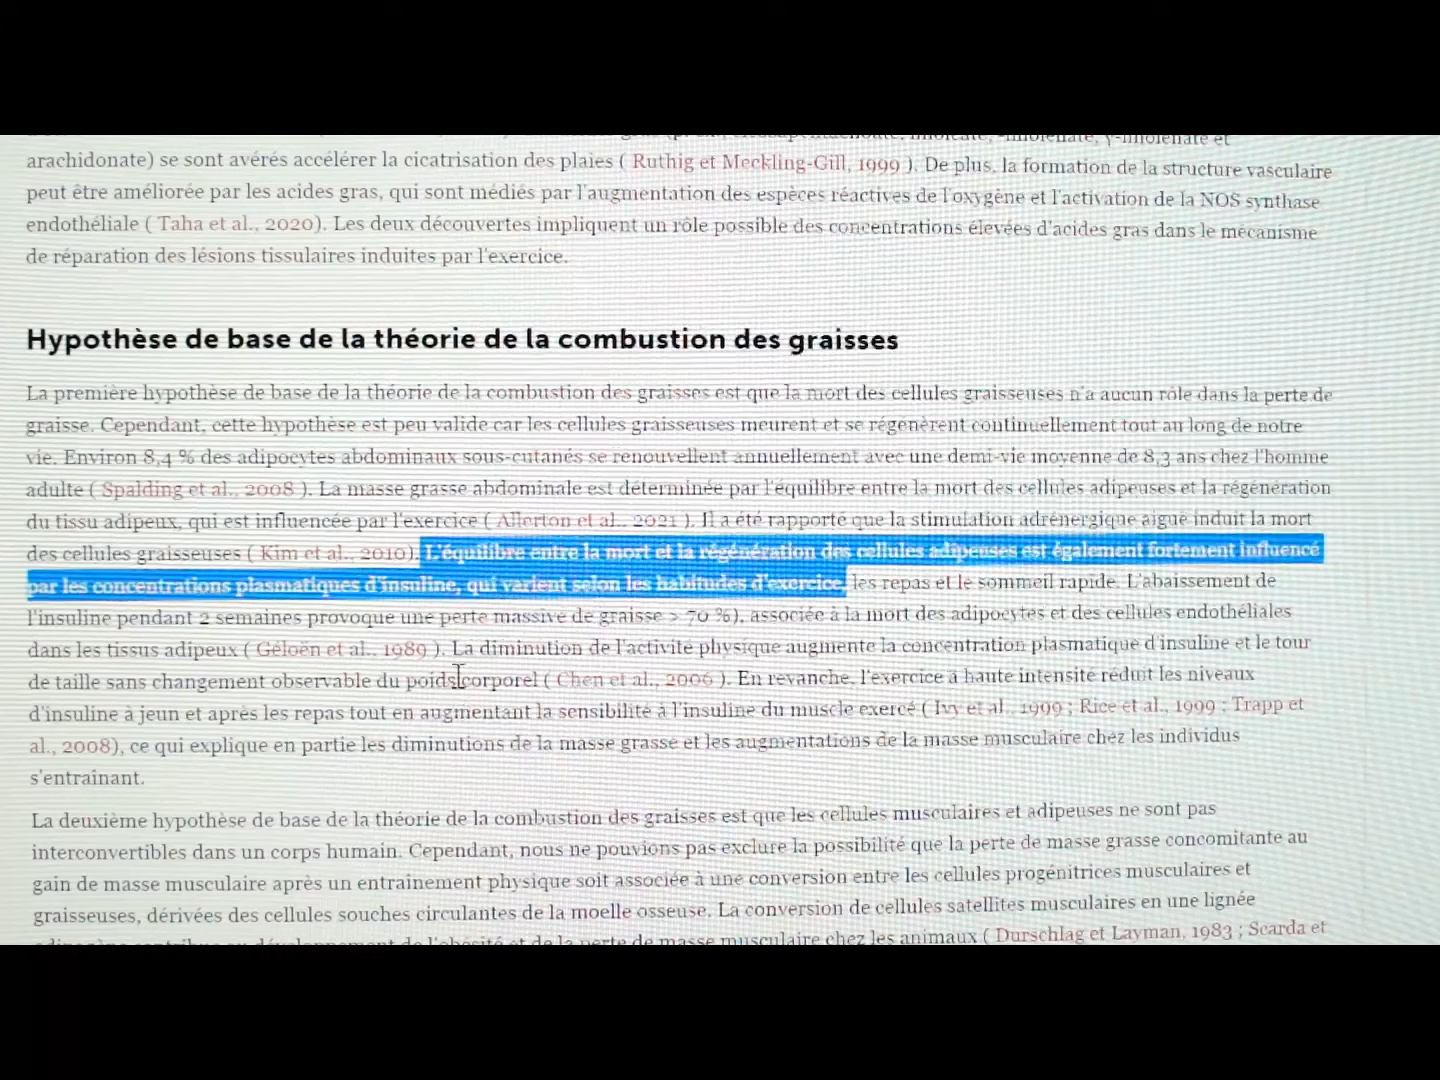 arachidonate) se sont avérés accélérer la cicatrisation des plaies ( Ruthig et Meckling-Gill, 1999 ). De plus, la formation de la structure vasculaire
peut être améliorée par les acides gras, qui sont médiés par l'augmentation des espèces réactives de l'oxygène et l'activation de la NOS synthase
endothéliale ( Taha et al., 2020). Les deux découvertes impliquent un rôle possible des concentrations élevées d'acides gras dans le mécanisme
de réparation des lésions tissulaires induites par l'exercice.
Hypothèse de base de la théorie de la combustion des graisses
La première hypothèse de base de la théorie de la combustion des graisses est que la mort des cellules graisseuses n'a aucun rôle dans la perte de
graisse. Cependant, cette hypothèse est peu valide car les cellules graisseuses meurent et se régénèrent continuellement tout au long de notre
vie. Environ 8,4 % des adipocytes abdominaux sous-cutanés se renouvellent annuellement avec une demi-vie moyenne de 8,3 ans chez l'homme
adulte ( Spalding et al., 2008 ). La masse grasse abdominale est déterminée par l'équilibre entre la mort des cellules adipeuses et la régénération
du tissu adipeux, qui est influencée par l'exercice ( Allerton et al., 2021 ). Il a été rapporté que la stimulation adrénergique aiguë induit la mort
des cellules graisseuses ( Kim et al., 2010). L'équilibre entre la mort et la régénération des cellules adipeuses est également fortement influencé
par les concentrations plasmatiques d'insuline, qui varient selon les habitudes d'exercice, les repas et le sommeil rapide. L'abaissement de
l'insuline pendant 2 semaines provoque une perte massive de graisse > 70 %), associée à la mort des adipocytes et des cellules endothéliales
dans les tissus adipeux ( Géloën et al., 1989 ). La diminution de l'activité physique augmente la concentration plasmatique d'insuline et le tour
de taille sans changement observable du poids corporel ( Chen et al., 2006 ). En revanche, l'exercice à haute intensité réduit les niveaux
d'insuline à jeun et après les repas tout en augmentant la sensibilité à l'insuline du muscle exercé ( Ivy et al., 1999 ; Rice et al., 1999 ; Trapp et
al., 2008), ce qui explique en partie les diminutions de la masse grasse et les augmentations de la masse musculaire chez les individus
s'entraînant.
La deuxième hypothèse de base de la théorie de la combustion des graisses est que les cellules musculaires et adipeuses ne sont pas
interconvertibles dans un corps humain. Cependant, nous ne pouvions pas exclure la possibilité que la perte de masse grasse concomitante au
gain de masse musculaire après un entraînement physique soit associée à une conversion entre les cellules progénitrices musculaires et
graisseuses, dérivées des cellules souches circulantes de la moelle osseuse. La conversion de cellules satellites musculaires en une lignée
de l'obésité et de la perte de masse musculaire chez les animaux ( Durschlag et Layman, 1983 ; Scarda et